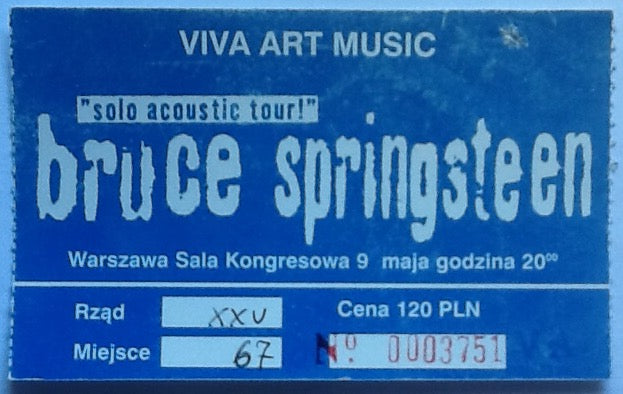 VIVA ART MUSIC
"solo acoustic tour!"
bruce springsteen
Warszawa Sala Kongresowa 9 maja godzina 20⁰⁰
Rząd XXV Cena 120 PLN
Miejsce 67 Nº 0003751